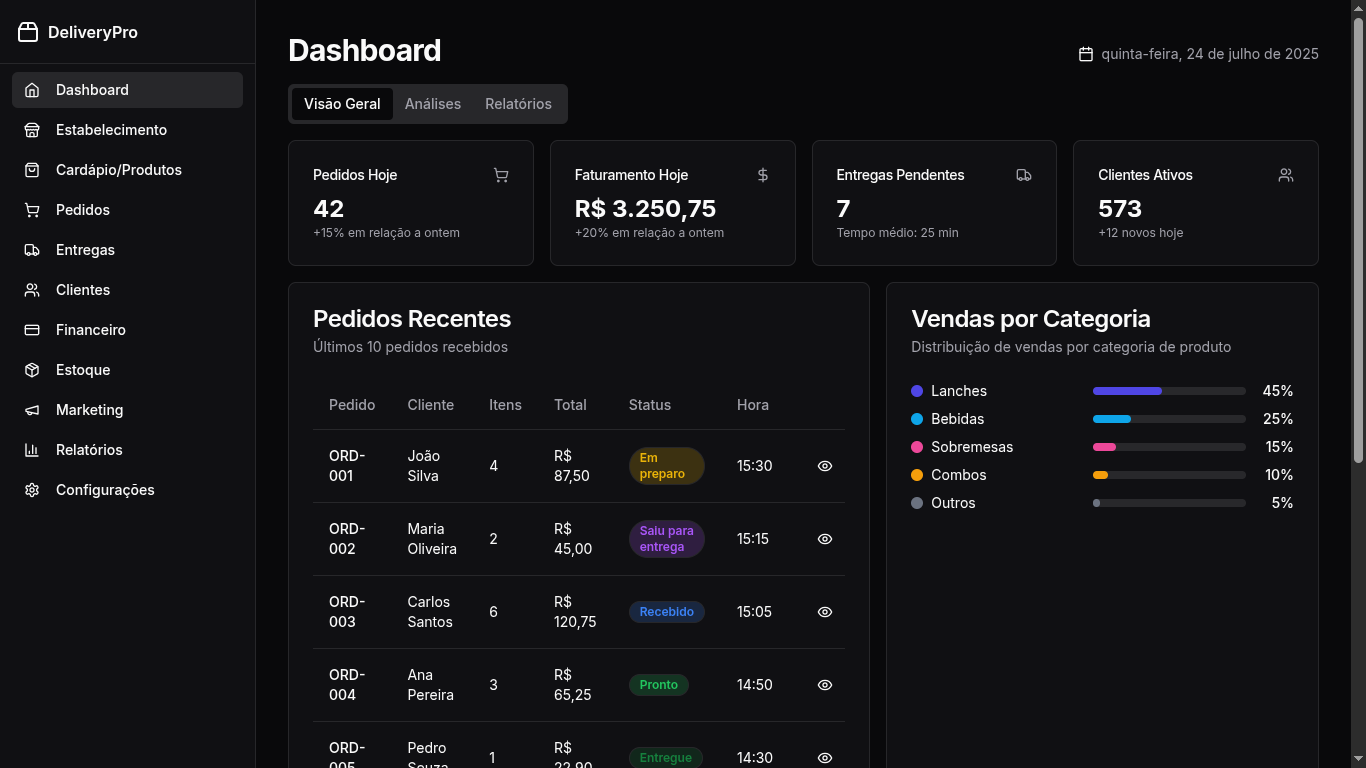 DeliveryPro
Dashboard
Estabelecimento
Cardápio/Produtos
Pedidos
Entregas
Clientes
Financeiro
Estoque
Marketing
Relatórios
Configurações
Dashboard
quinta-feira, 24 de julho de 2025
Visão Geral Análises Relatórios
Pedidos Hoje
42
+15% em relação a ontem
Faturamento Hoje
R$ 3.250,75
+20% em relação a ontem
Entregas Pendentes
7
Tempo médio: 25 min
Clientes Ativos
573
+12 novos hoje
Pedidos Recentes
Últimos 10 pedidos recebidos
Pedido Cliente Itens Total Status Hora
ORD-001 João Silva 4 R$ 87,50 Em preparo 15:30
ORD-002 Maria Oliveira 2 R$ 45,00 Saiu para entrega 15:15
ORD-003 Carlos Santos 6 R$ 120,75 Recebido 15:05
ORD-004 Ana Pereira 3 R$ 65,25 Pronto 14:50
ORD-005 Pedro Souza 1 R$ 22,90 Entregue 14:30
Vendas por Categoria
Distribuição de vendas por categoria de produto
Lanches 45%
Bebidas 25%
Sobremesas 15%
Combos 10%
Outros 5%